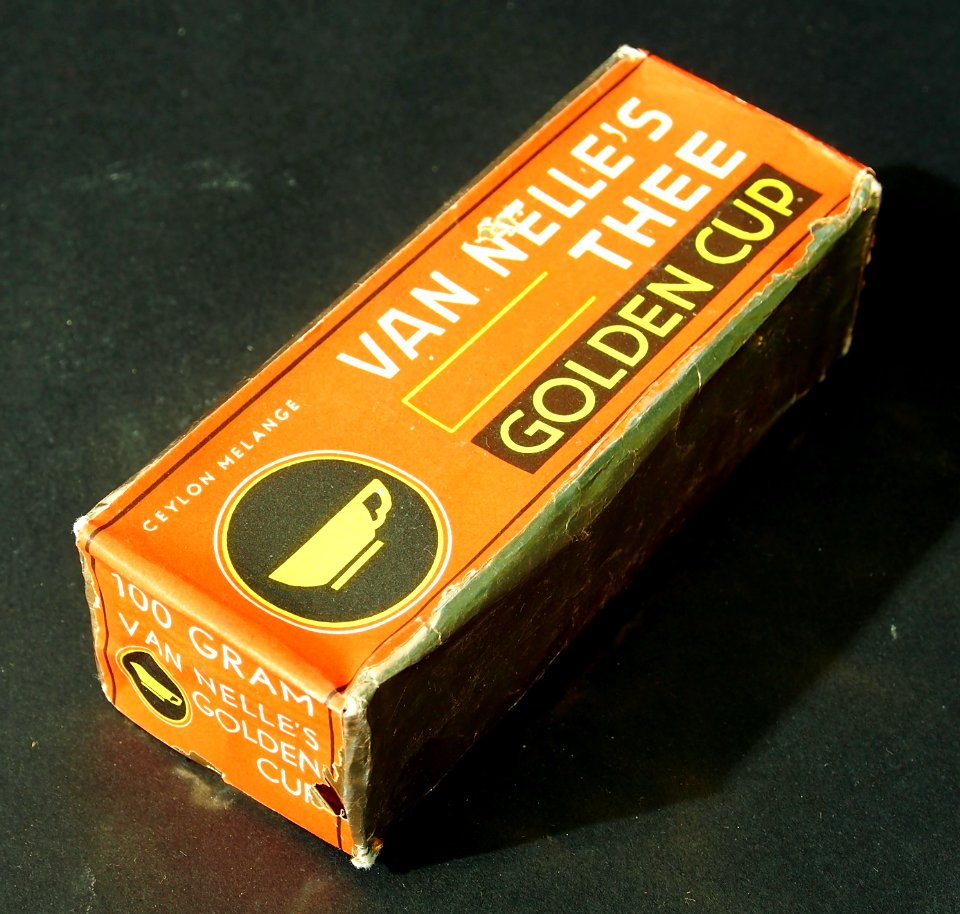 VAN NELLE'S
THEE
GOLDEN CUP
CEYLON MELANGE
100 GRAM
VAN NELLE'S
GOLDEN
CUP